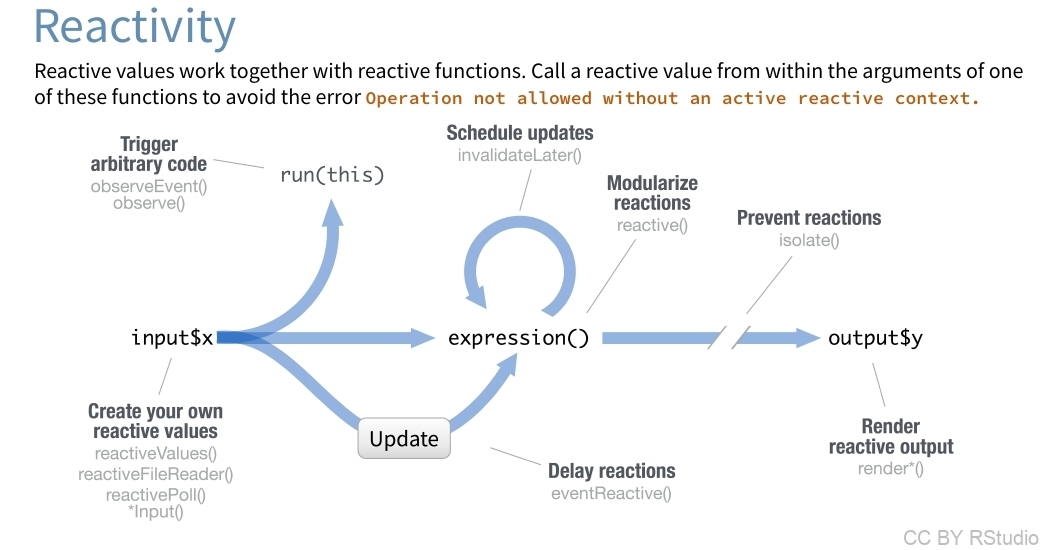 Reactivity
Reactive values work together with reactive functions. Call a reactive value from within the arguments of one
of these functions to avoid the error Operation not allowed without an active reactive context.
Trigger
arbitrary code
observeEvent()
observe()
run(this)
Schedule updates
invalidateLater()
Modularize
reactions
reactive()
Prevent reactions
isolate()
input$x
expression()
output$y
Create your own
reactive values
reactiveValues()
reactiveFileReader()
reactivePoll()
*Input()
Update
Delay reactions
eventReactive()
Render
reactive output
render*()
CC BY RStudio